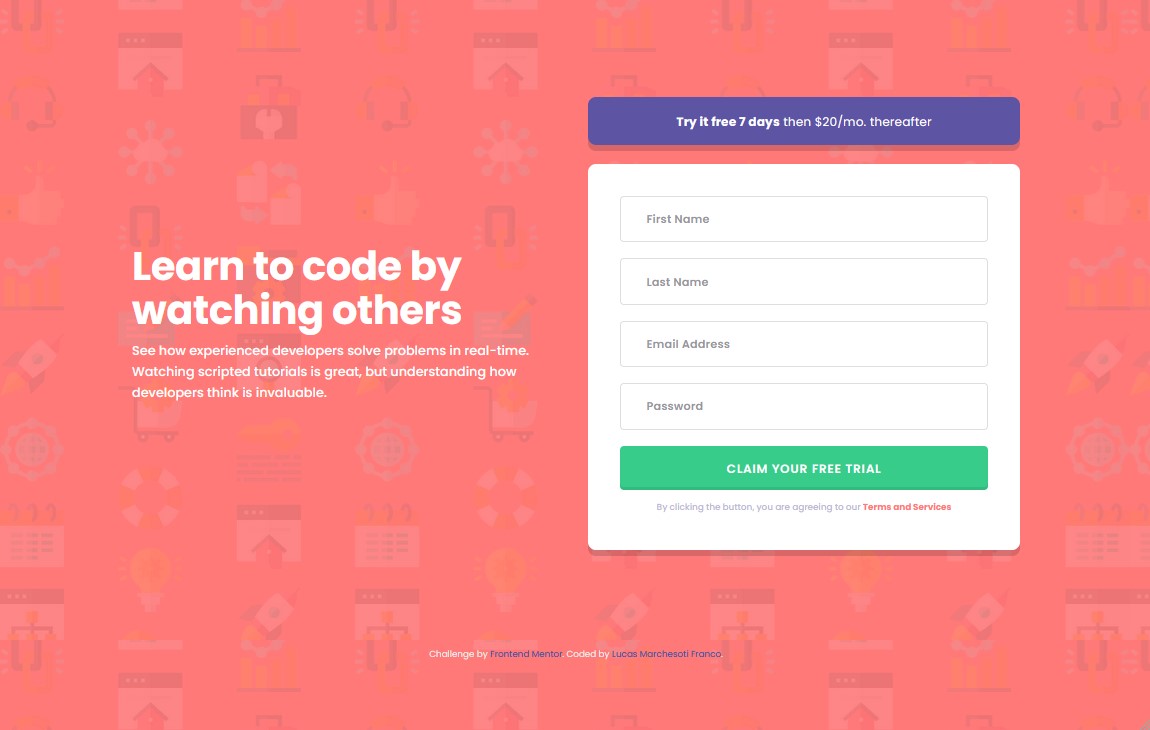 Learn to code by
watching others
See how experienced developers solve problems in real-time.
Watching scripted tutorials is great, but understanding how
developers think is invaluable.
Try it free 7 days then $20/mo. thereafter
First Name
Last Name
Email Address
Password
CLAIM YOUR FREE TRIAL
By clicking the button, you are agreeing to our Terms and Services
Challenge by Frontend Mentor. Coded by Lucas Marchesoti Franco.